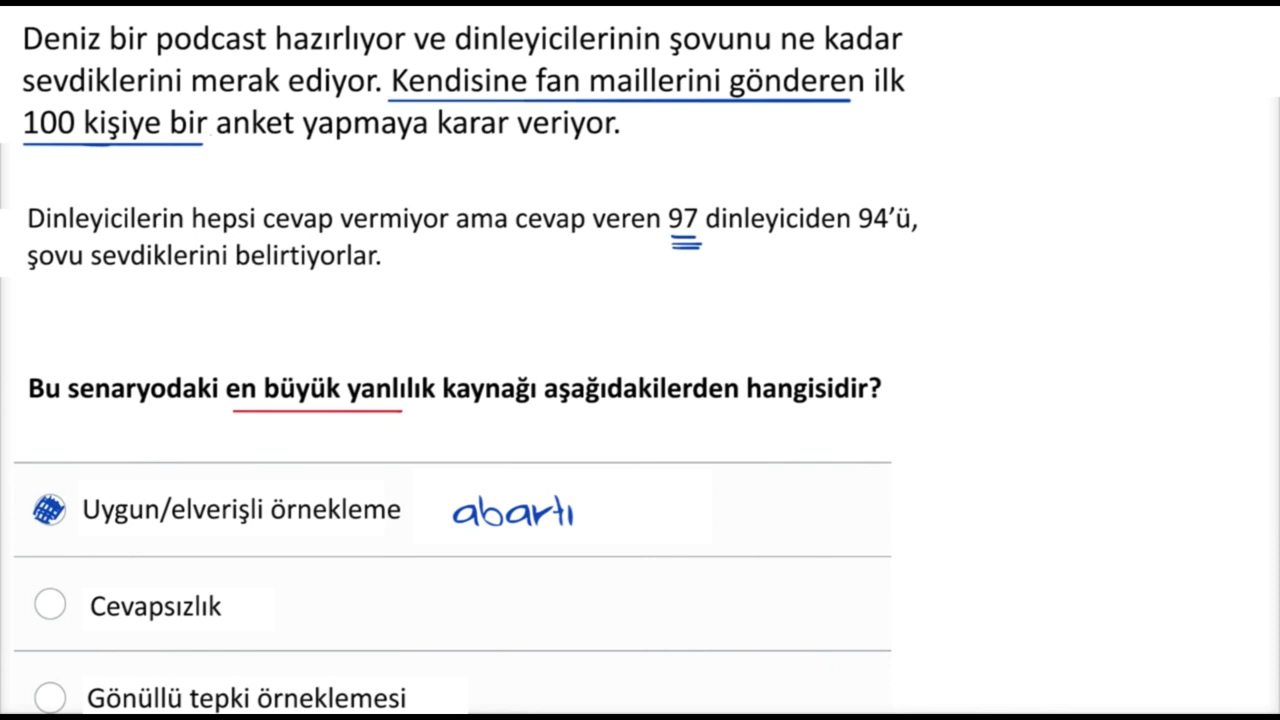 Deniz bir podcast hazırlıyor ve dinleyicilerinin şovunu ne kadar
sevdiklerini merak ediyor. Kendisine fan maillerini gönderen ilk
100 kişiye bir anket yapmaya karar veriyor.
Dinleyicilerin hepsi cevap vermiyor ama cevap veren 97 dinleyiciden 94’ü,
şovu sevdiklerini belirtiyorlar.
Bu senaryodaki en büyük yanlılık kaynağı aşağıdakilerden hangisidir?
Uygun/elverişli örnekleme abartı
Cevapsızlık
Gönüllü tepki örneklemesi